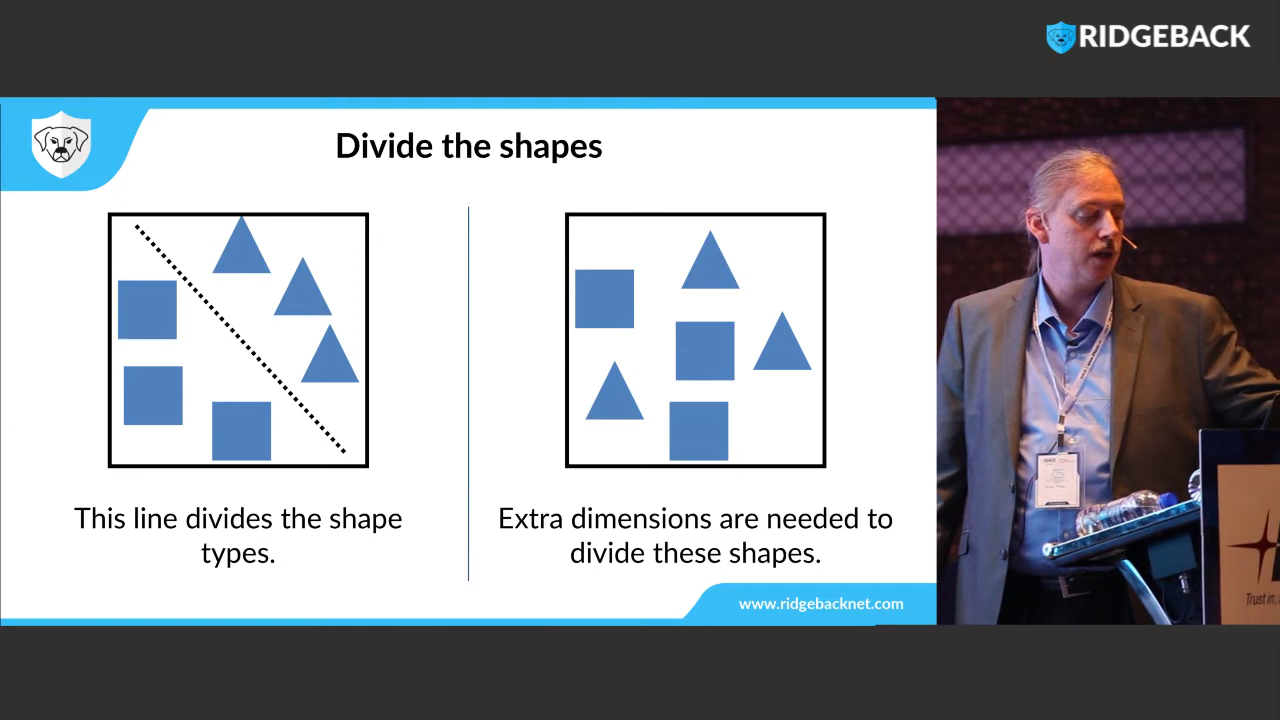 RIDGEBACK
Divide the shapes
This line divides the shape
types.
Extra dimensions are needed to
divide these shapes.
www.ridgebacknet.com
Trust in,